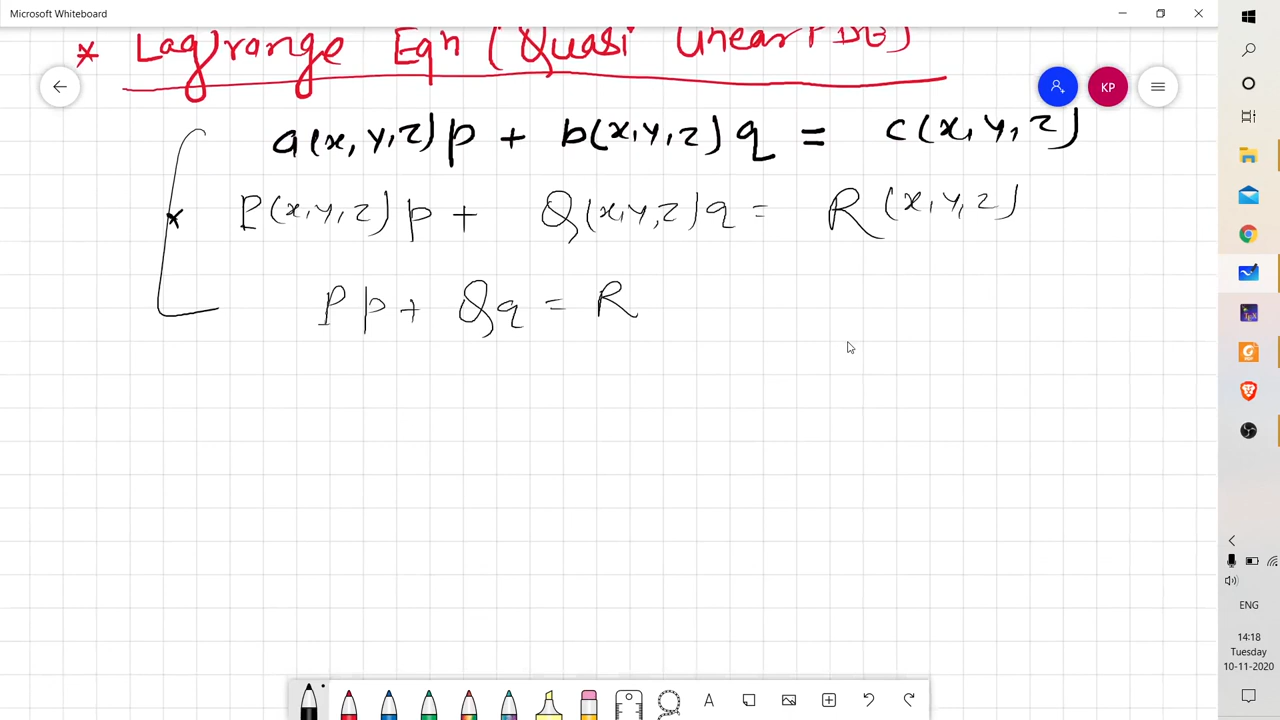 Microsoft Whiteboard
* Lagrange Eqn (Quasi linear PDE)
KP
a(x,y,z)p + b(x,y,z)q = c(x,y,z)
P(x,y,z)p + Q(x,y,z)q = R(x,y,z)
Pp + Qq = R
ENG
14:18
Tuesday
10-11-2020